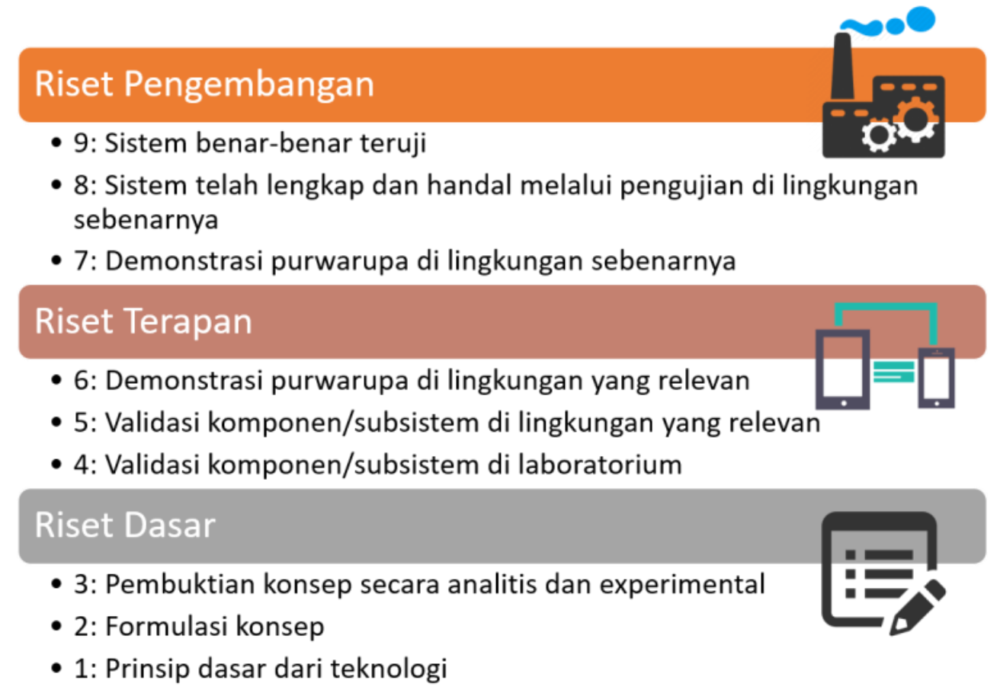 Riset Pengembangan
• 9: Sistem benar-benar teruji
• 8: Sistem telah lengkap dan handal melalui pengujian di lingkungan
sebenarnya
• 7: Demonstrasi purwarupa di lingkungan sebenarnya
Riset Terapan
• 6: Demonstrasi purwarupa di lingkungan yang relevan
• 5: Validasi komponen/subsistem di lingkungan yang relevan
• 4: Validasi komponen/subsistem di laboratorium
Riset Dasar
• 3: Pembuktian konsep secara analitis dan experimental
• 2: Formulasi konsep
• 1: Prinsip dasar dari teknologi